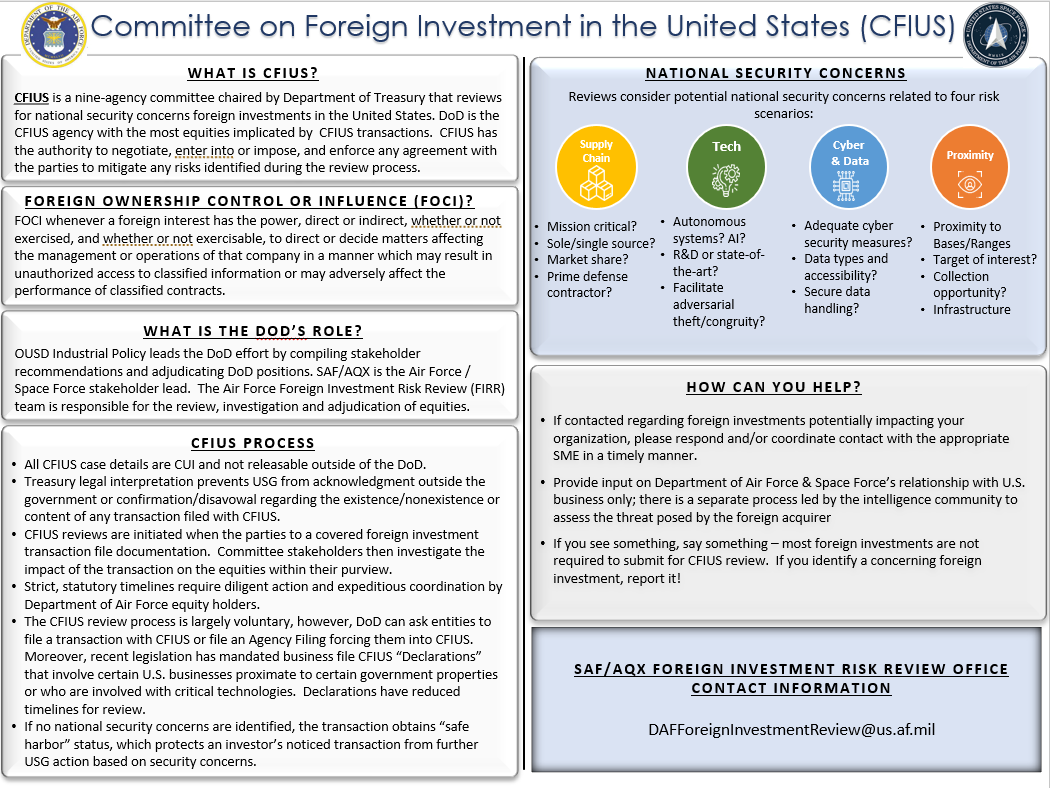 Committee on Foreign Investment in the United States (CFIUS)
WHAT IS CFIUS?
CFIUS is a nine-agency committee chaired by Department of Treasury that reviews
for national security concerns foreign investments in the United States. DoD is the
CFIUS agency with the most equities implicated by CFIUS transactions. CFIUS has
the authority to negotiate, enter into or impose, and enforce any agreement with
the parties to mitigate any risks identified during the review process.
FOREIGN OWNERSHIP CONTROL OR INFLUENCE (FOCI)?
FOCI whenever a foreign interest has the power, direct or indirect, whether or not
exercised, and whether or not exercisable, to direct or decide matters affecting
the management or operations of that company in a manner which may result in
unauthorized access to classified information or may adversely affect the
performance of classified contracts.
WHAT IS THE DOD'S ROLE?
OUSD Industrial Policy leads the DoD effort by compiling stakeholder
recommendations and adjudicating DoD positions. SAF/AQX is the Air Force /
Space Force stakeholder lead. The Air Force Foreign Investment Risk Review (FIRR)
team is responsible for the review, investigation and adjudication of equities.
CFIUS PROCESS
• All CFIUS case details are CUI and not releasable outside of the DoD.
• Treasury legal interpretation prevents USG from acknowledgment outside the
government or confirmation/disavowal regarding the existence/nonexistence or
content of any transaction filed with CFIUS.
• CFIUS reviews are initiated when the parties to a covered foreign investment
transaction file documentation. Committee stakeholders then investigate the
impact of the transaction on the equities within their purview.
• Strict, statutory timelines require diligent action and expeditious coordination by
Department of Air Force equity holders.
• The CFIUS review process is largely voluntary, however, DoD can ask entities to
file a transaction with CFIUS or file an Agency Filing forcing them into CFIUS.
Moreover, recent legislation has mandated business file CFIUS "Declarations"
that involve certain U.S. businesses proximate to certain government properties
or who are involved with critical technologies. Declarations have reduced
timelines for review.
• If no national security concerns are identified, the transaction obtains "safe
harbor" status, which protects an investor's noticed transaction from further
USG action based on security concerns.
NATIONAL SECURITY CONCERNS
Reviews consider potential national security concerns related to four risk
scenarios:
Supply
Chain
• Mission critical?
• Sole/single source?
• Market share?
• Prime defense
contractor?
Tech
• Autonomous
systems? AI?
• R&D or state-of-
the-art?
• Facilitate
adversarial
theft/congruity?
Cyber
& Data
• Adequate cyber
security measures?
• Data types and
accessibility?
• Secure data
handling?
Proximity
• Proximity to
Bases/Ranges
• Target of interest?
• Collection
opportunity?
• Infrastructure
HOW CAN YOU HELP?
• If contacted regarding foreign investments potentially impacting your
organization, please respond and/or coordinate contact with the appropriate
SME in a timely manner.
• Provide input on Department of Air Force & Space Force's relationship with U.S.
business only; there is a separate process led by the intelligence community to
assess the threat posed by the foreign acquirer
• If you see something, say something – most foreign investments are not
required to submit for CFIUS review. If you identify a concerning foreign
investment, report it!
SAF/AQX FOREIGN INVESTMENT RISK REVIEW OFFICE
CONTACT INFORMATION
DAFForeignInvestmentReview@us.af.mil